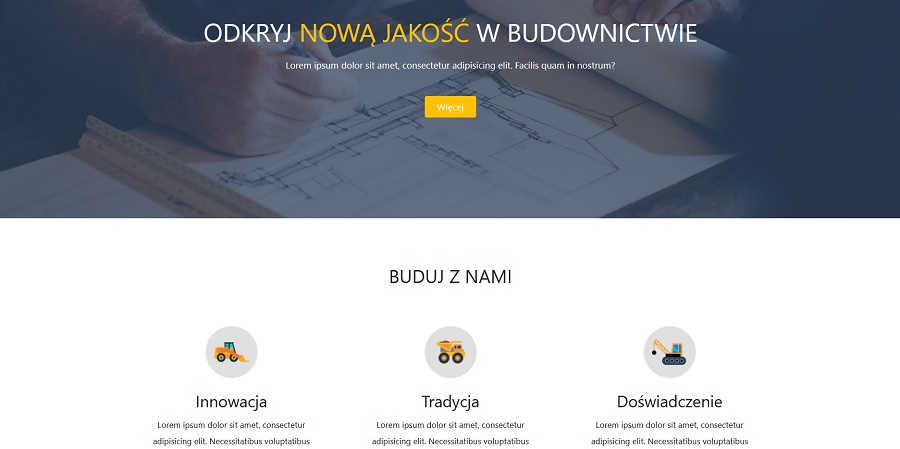 ODKRYJ NOWĄ JAKOŚĆ W BUDOWNICTWIE
Lorem ipsum dolor sit amet, consectetur adipisicing elit. Facilis quam in nostrum?
Więcej
BUDUJ Z NAMI
Innowacja
Lorem ipsum dolor sit amet, consectetur
adipisicing elit. Necessitatibus voluptatibus
Tradycja
Lorem ipsum dolor sit amet, consectetur
adipisicing elit. Necessitatibus voluptatibus
Doświadczenie
Lorem ipsum dolor sit amet, consectetur
adipisicing elit. Necessitatibus voluptatibus